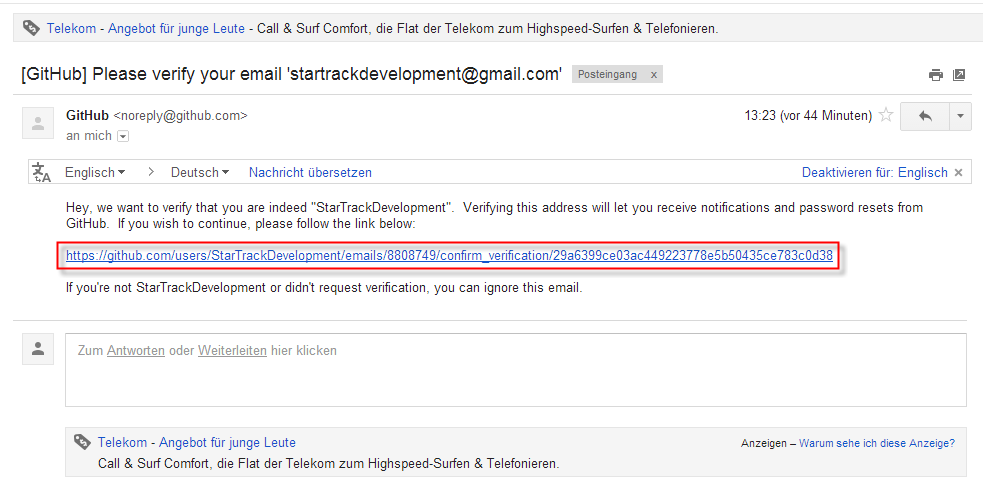 Telekom - Angebot für junge Leute - Call & Surf Comfort, die Flat der Telekom zum Highspeed-Surfen & Telefonieren.
[GitHub] Please verify your email 'startrackdevelopment@gmail.com' Posteingang x
GitHub <noreply@github.com> 13:23 (vor 44 Minuten)
an mich
Englisch > Deutsch Nachricht übersetzen Deaktivieren für: Englisch ×
Hey, we want to verify that you are indeed "StarTrackDevelopment". Verifying this address will let you receive notifications and password resets from
GitHub. If you wish to continue, please follow the link below:
https://github.com/users/StarTrackDevelopment/emails/8808749/confirm_verification/29a6399ce03ac449223778e5b50435ce783c0d38
If you're not StarTrackDevelopment or didn't request verification, you can ignore this email.
Zum Antworten oder Weiterleiten hier klicken
Telekom - Angebot für junge Leute Anzeigen – Warum sehe ich diese Anzeige?
Call & Surf Comfort, die Flat der Telekom zum Highspeed-Surfen & Telefonieren.